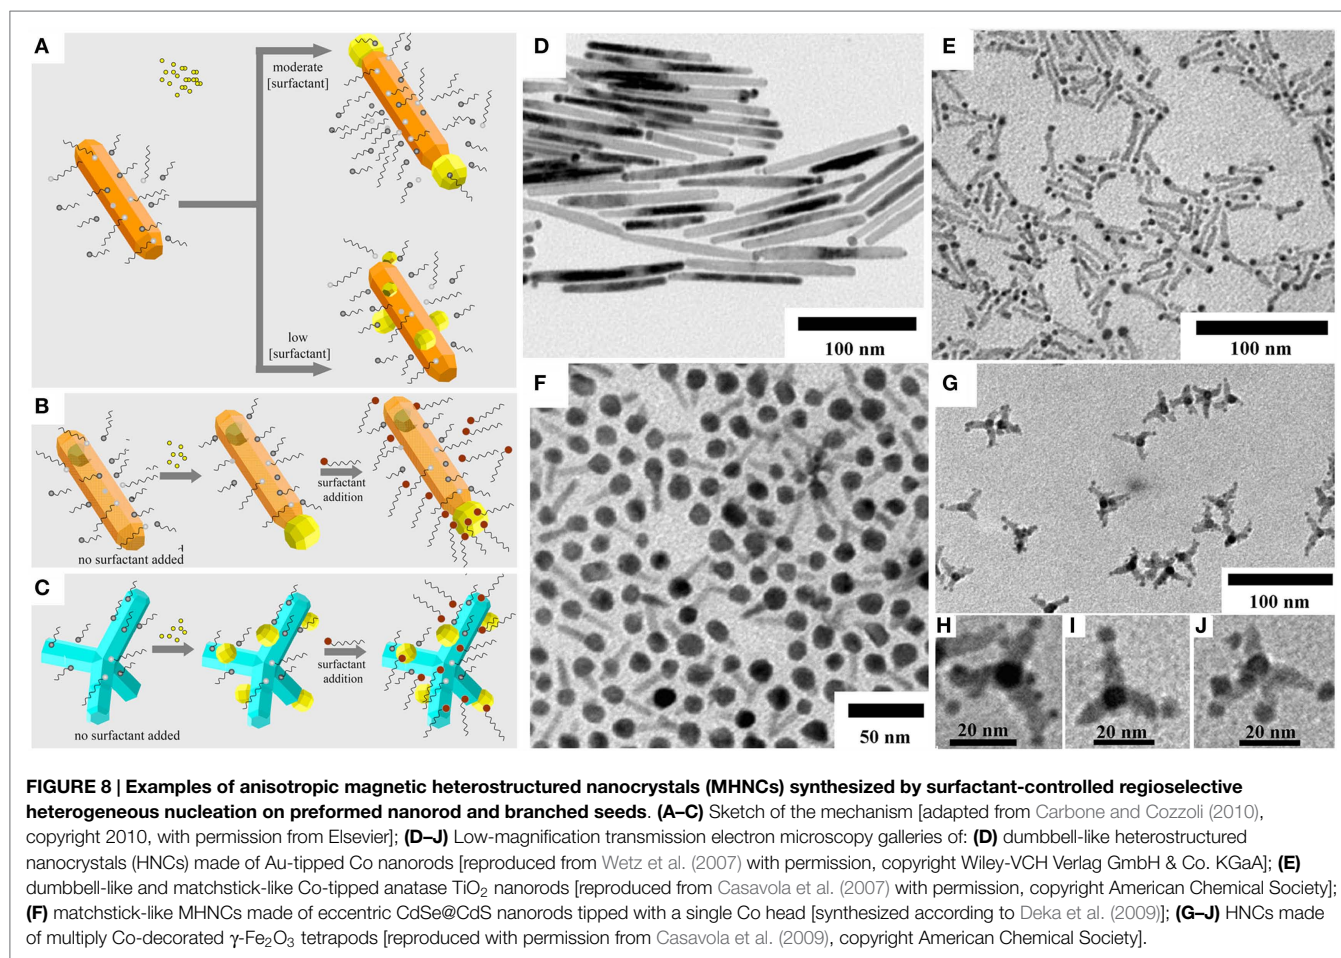 A
moderate
[surfactant]
low
[surfactant]
B
no surfactant added
surfactant
addition
C
no surfactant added
surfactant
addition
D
100 nm
E
100 nm
F
50 nm
G
100 nm
H
20 nm
I
20 nm
J
20 nm
FIGURE 8 | Examples of anisotropic magnetic heterostructured nanocrystals (MHNCs) synthesized by surfactant-controlled regioselective
heterogeneous nucleation on preformed nanorod and branched seeds. (A–C) Sketch of the mechanism [adapted from Carbone and Cozzoli (2010),
copyright 2010, with permission from Elsevier]; (D–J) Low-magnification transmission electron microscopy galleries of: (D) dumbbell-like heterostructured
nanocrystals (HNCs) made of Au-tipped Co nanorods [reproduced from Wetz et al. (2007) with permission, copyright Wiley-VCH Verlag GmbH & Co. KGaA]; (E)
dumbbell-like and matchstick-like Co-tipped anatase TiO₂ nanorods [reproduced from Casavola et al. (2007) with permission, copyright American Chemical Society];
(F) matchstick-like MHNCs made of eccentric CdSe@CdS nanorods tipped with a single Co head [synthesized according to Deka et al. (2009)]; (G–J) HNCs made
of multiply Co-decorated γ-Fe₂O₃ tetrapods [reproduced with permission from Casavola et al. (2009), copyright American Chemical Society].